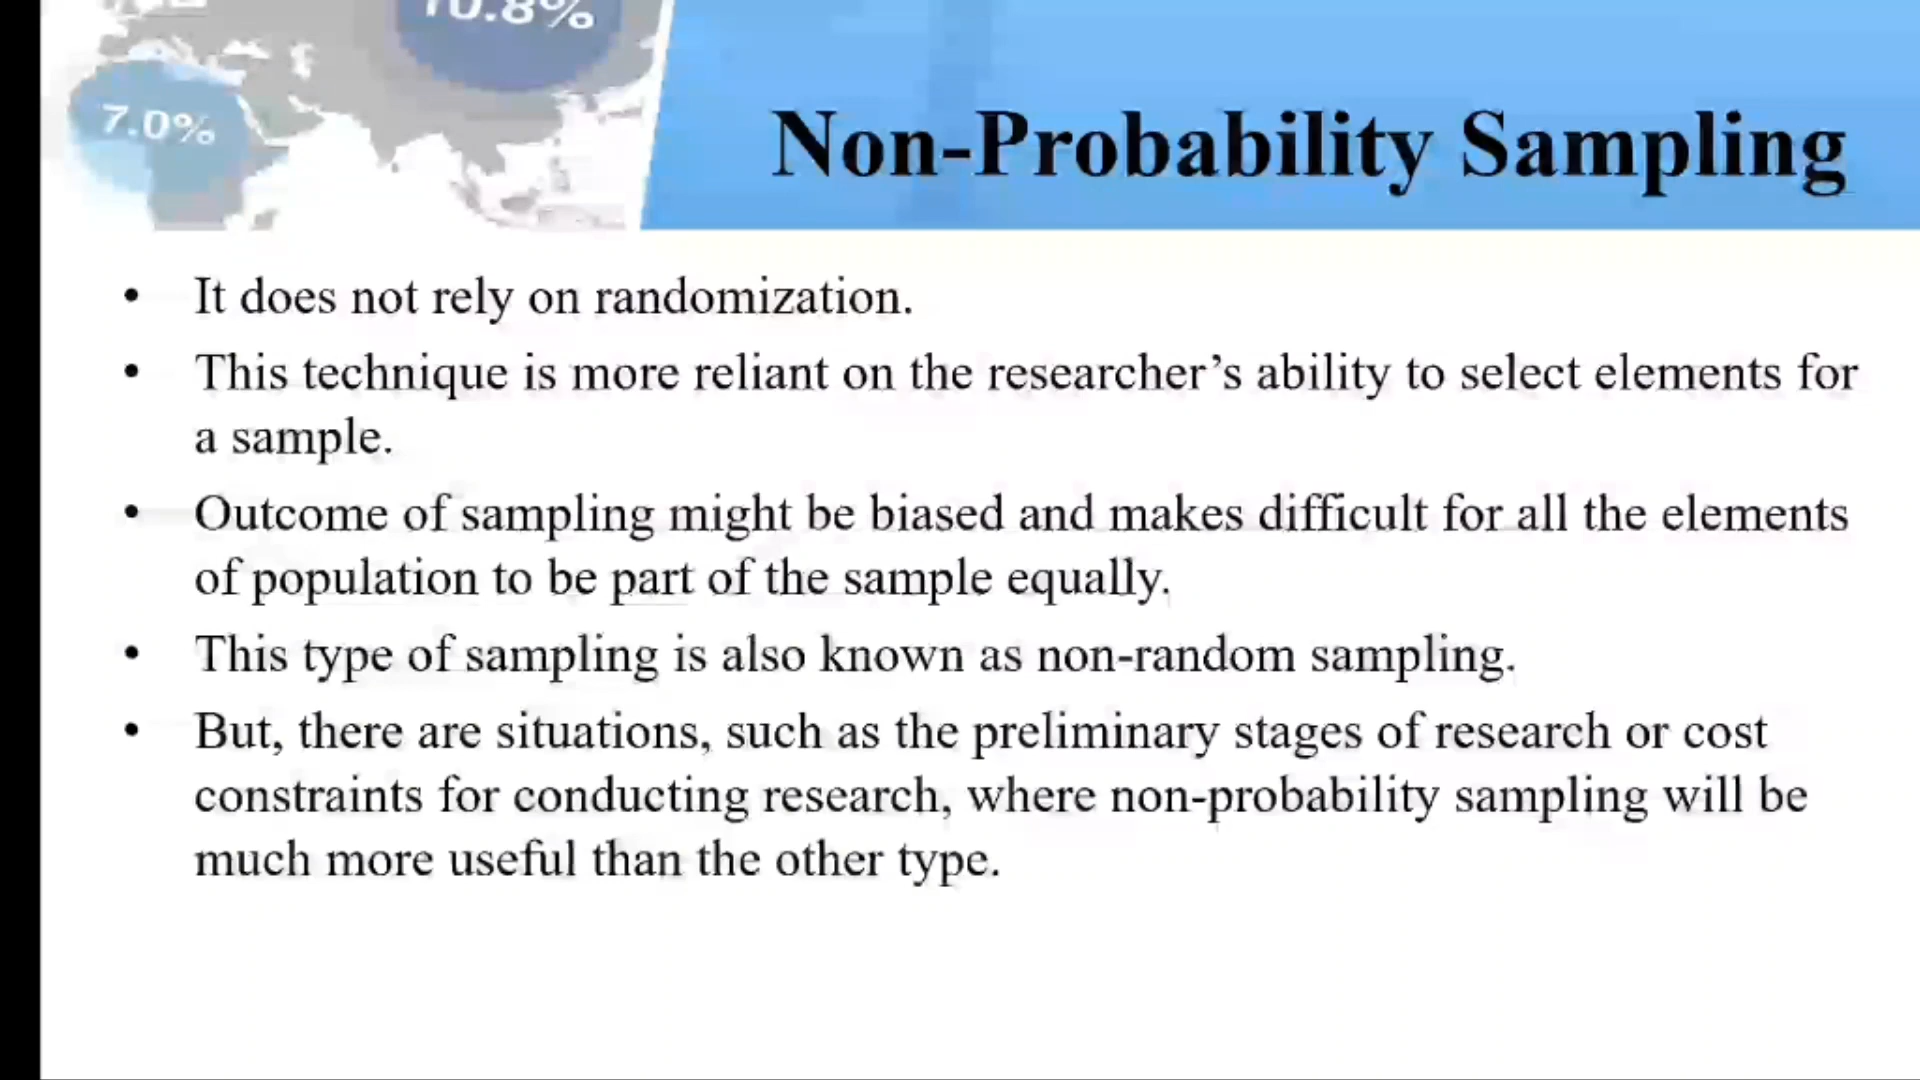 10.8%
7.0%
Non-Probability Sampling
• It does not rely on randomization.
• This technique is more reliant on the researcher’s ability to select elements for
a sample.
• Outcome of sampling might be biased and makes difficult for all the elements
of population to be part of the sample equally.
• This type of sampling is also known as non-random sampling.
• But, there are situations, such as the preliminary stages of research or cost
constraints for conducting research, where non-probability sampling will be
much more useful than the other type.